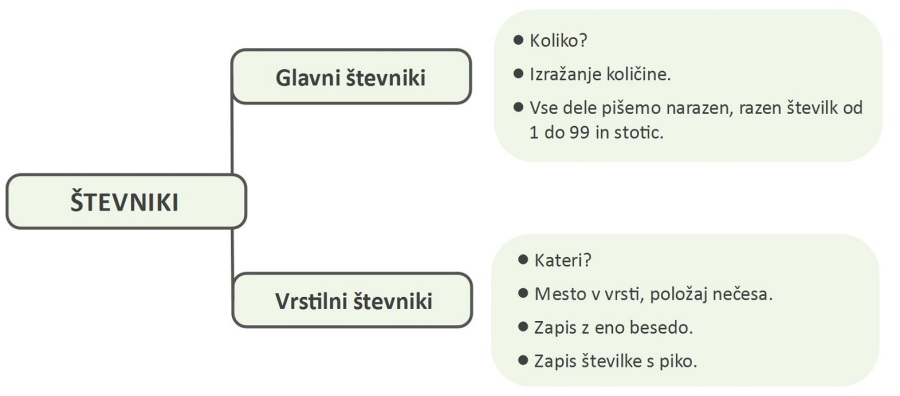 ŠTEVNIKI
Glavni števniki
● Koliko?
● Izražanje količine.
● Vse dele pišemo narazen, razen številk od
1 do 99 in stotic.
Vrstilni števniki
● Kateri?
● Mesto v vrsti, položaj nečesa.
● Zapis z eno besedo.
● Zapis številke s piko.